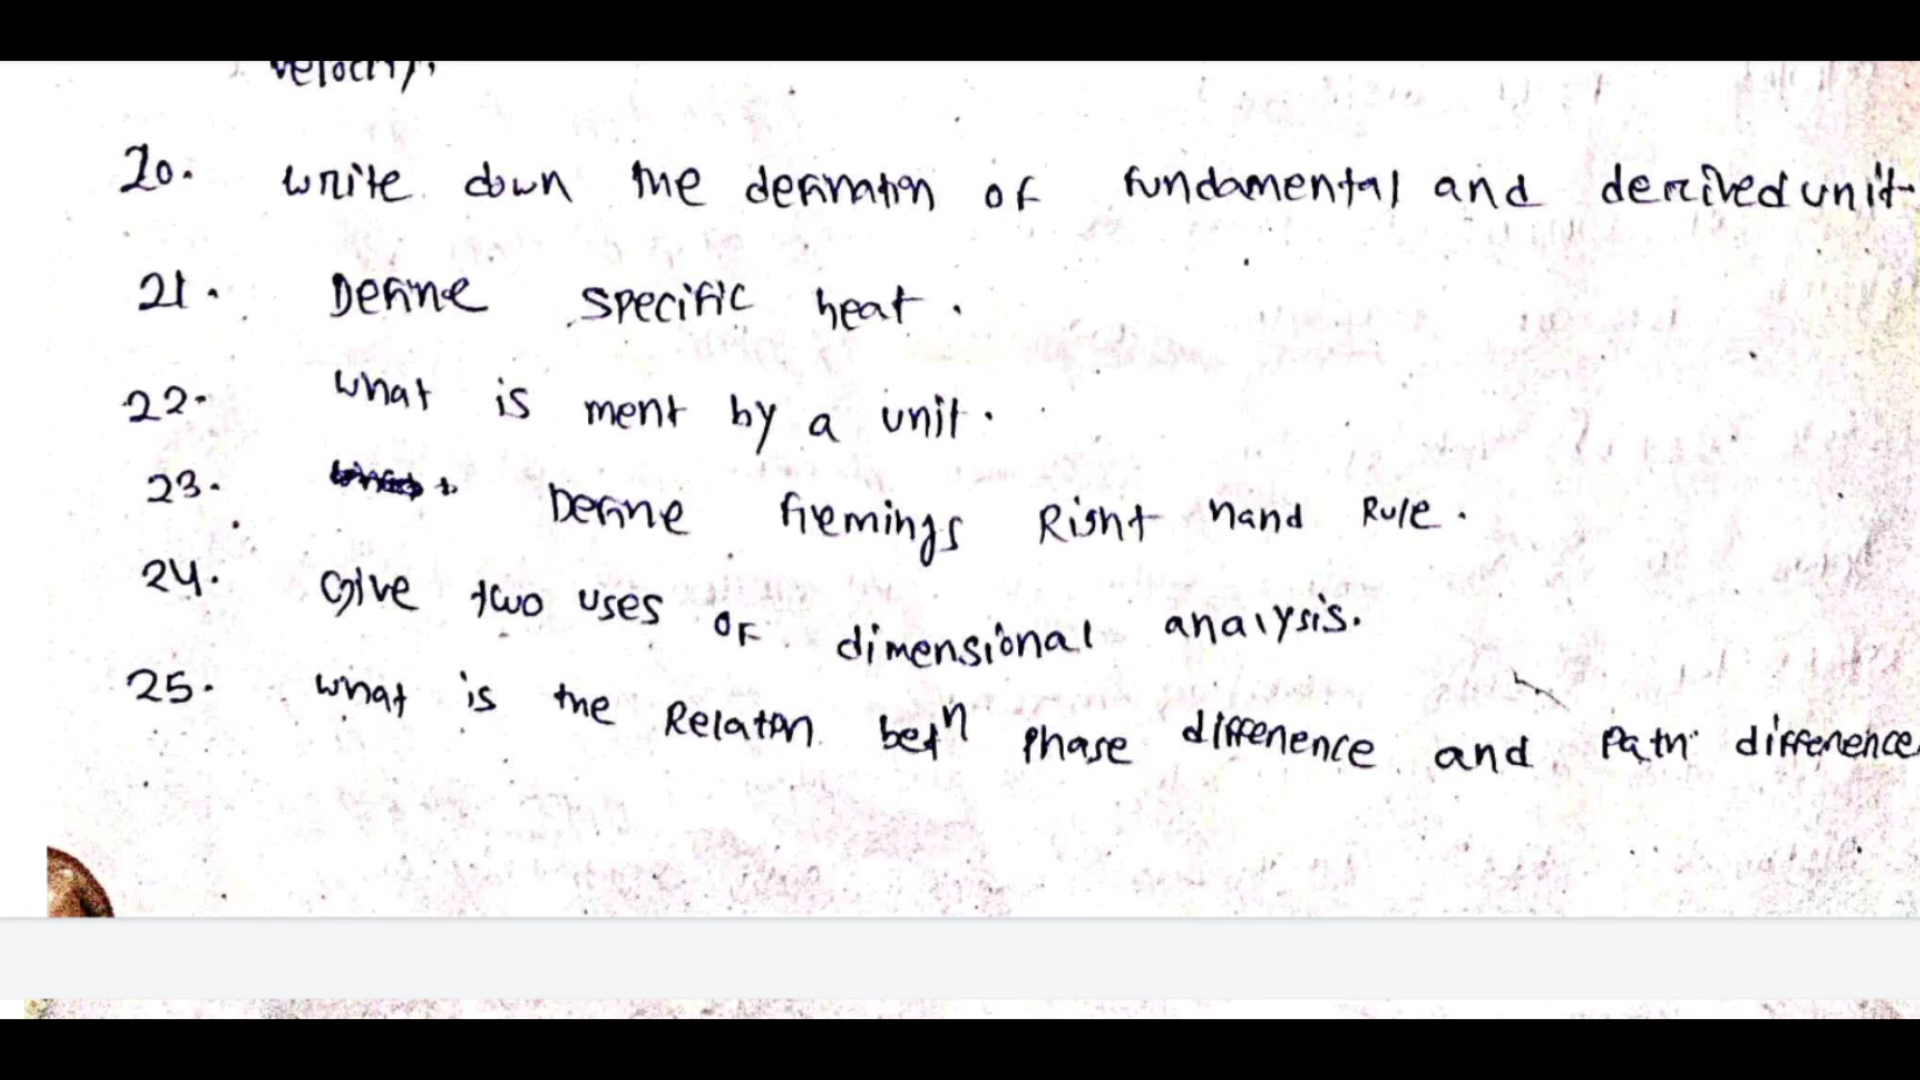 velocity.
20. write down the defination of fundamental and derived unit.
21. Define specific heat.
22. what is ment by a unit.
23. Define flemings Right hand Rule.
24. Give two uses of dimensional analysis.
25. what is the Relation betn phase difference and path difference.